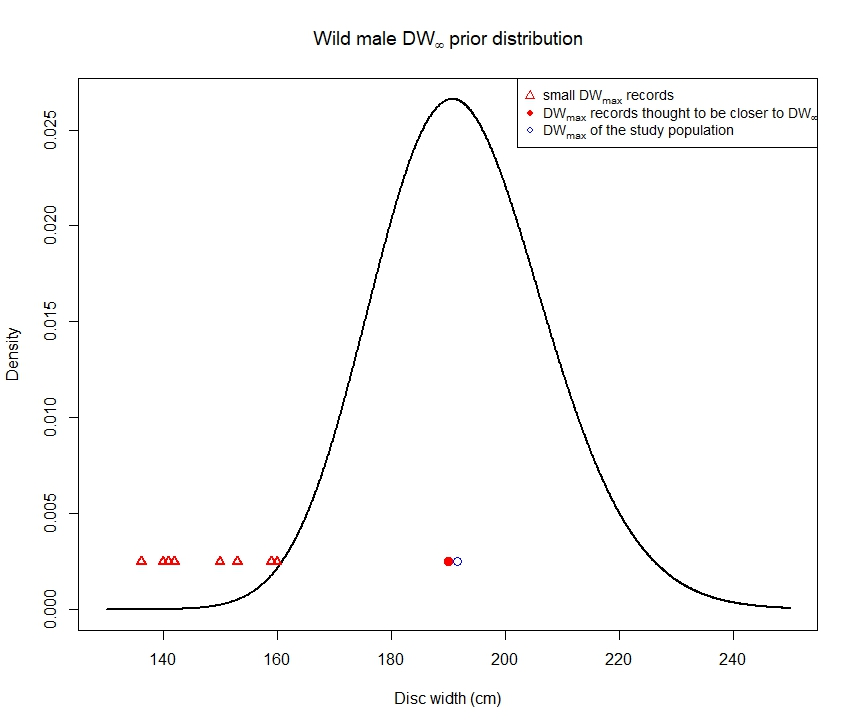 Wild male DW∞ prior distribution
small DWmax records
DWmax records thought to be closer to DW∞
DWmax of the study population
Density
0.025
0.020
0.015
0.010
0.005
0.000
140 160 180 200 220 240
Disc width (cm)